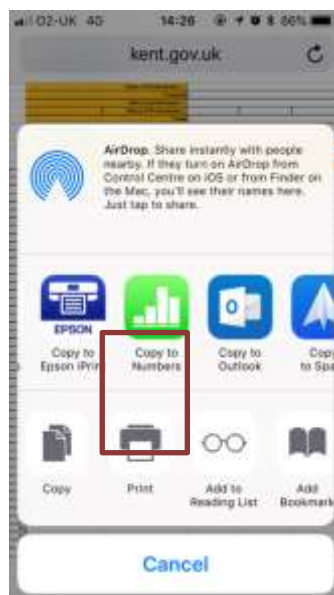 O2-UK 4G 14:26 86%
kent.gov.uk
AirDrop. Share instantly with people
nearby. If they turn on AirDrop from
Control Centre on iOS or from Finder on
the Mac, you'll see their names here.
Just tap to share.
EPSON
Copy to
Epson iPrint
Copy to
Numbers
Copy to
Outlook
Copy
to Spa
Copy
Print
Add to
Reading List
Add
Bookmark
Cancel